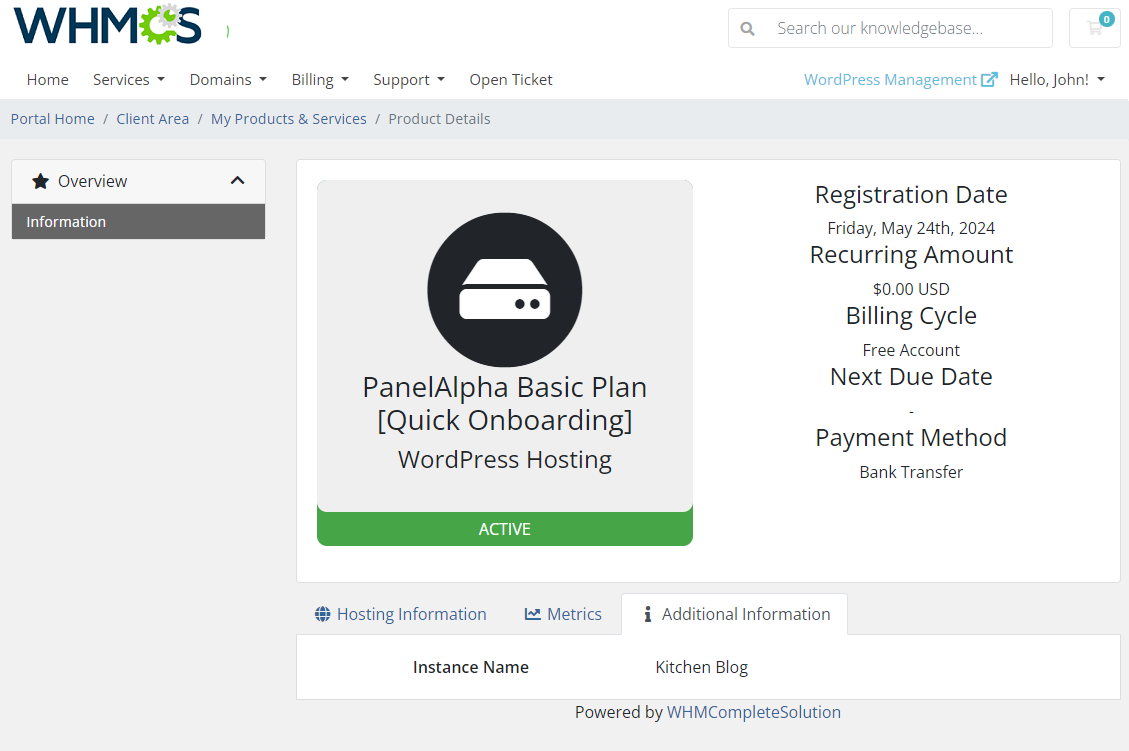 WHMCS
)
Search our knowledgebase...
0
Home Services Domains Billing Support Open Ticket
WordPress Management Hello, John!
Portal Home / Client Area / My Products & Services / Product Details
Overview
Information
PanelAlpha Basic Plan
[Quick Onboarding]
WordPress Hosting
ACTIVE
Registration Date
Friday, May 24th, 2024
Recurring Amount
$0.00 USD
Billing Cycle
Free Account
Next Due Date
-
Payment Method
Bank Transfer
Hosting Information Metrics Additional Information
Instance Name Kitchen Blog
Powered by WHMCompleteSolution